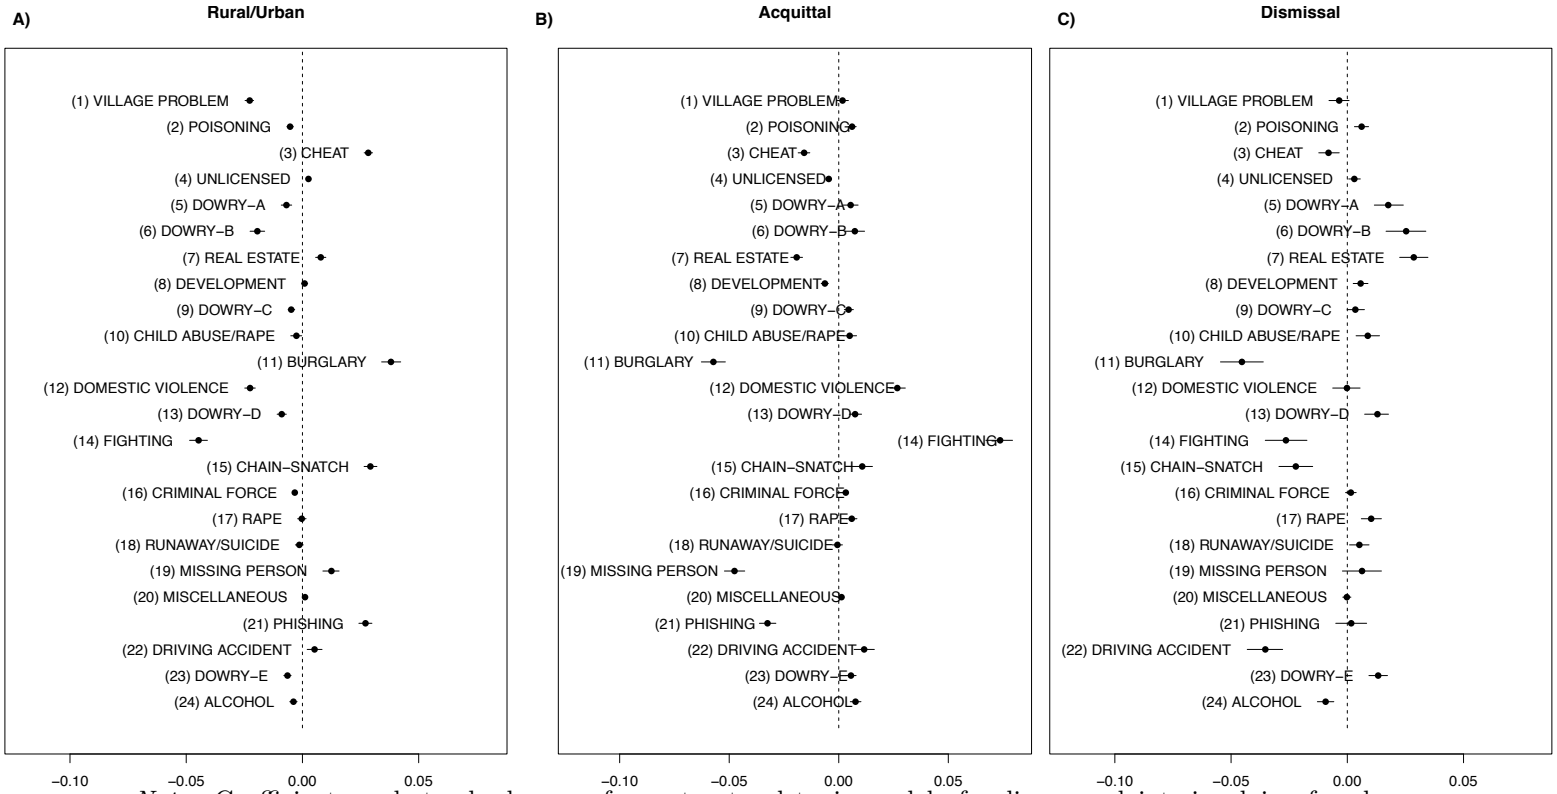 A) Rural/Urban
(1) VILLAGE PROBLEM
(2) POISONING
(3) CHEAT
(4) UNLICENSED
(5) DOWRY−A
(6) DOWRY−B
(7) REAL ESTATE
(8) DEVELOPMENT
(9) DOWRY−C
(10) CHILD ABUSE/RAPE
(11) BURGLARY
(12) DOMESTIC VIOLENCE
(13) DOWRY−D
(14) FIGHTING
(15) CHAIN−SNATCH
(16) CRIMINAL FORCE
(17) RAPE
(18) RUNAWAY/SUICIDE
(19) MISSING PERSON
(20) MISCELLANEOUS
(21) PHISHING
(22) DRIVING ACCIDENT
(23) DOWRY−E
(24) ALCOHOL
−0.10 −0.05 0.00 0.05
B) Acquittal
(1) VILLAGE PROBLEM
(2) POISONING
(3) CHEAT
(4) UNLICENSED
(5) DOWRY−A
(6) DOWRY−B
(7) REAL ESTATE
(8) DEVELOPMENT
(9) DOWRY−C
(10) CHILD ABUSE/RAPE
(11) BURGLARY
(12) DOMESTIC VIOLENCE
(13) DOWRY−D
(14) FIGHTING
(15) CHAIN−SNATCH
(16) CRIMINAL FORCE
(17) RAPE
(18) RUNAWAY/SUICIDE
(19) MISSING PERSON
(20) MISCELLANEOUS
(21) PHISHING
(22) DRIVING ACCIDENT
(23) DOWRY−E
(24) ALCOHOL
−0.10 −0.05 0.00 0.05
C) Dismissal
(1) VILLAGE PROBLEM
(2) POISONING
(3) CHEAT
(4) UNLICENSED
(5) DOWRY−A
(6) DOWRY−B
(7) REAL ESTATE
(8) DEVELOPMENT
(9) DOWRY−C
(10) CHILD ABUSE/RAPE
(11) BURGLARY
(12) DOMESTIC VIOLENCE
(13) DOWRY−D
(14) FIGHTING
(15) CHAIN−SNATCH
(16) CRIMINAL FORCE
(17) RAPE
(18) RUNAWAY/SUICIDE
(19) MISSING PERSON
(20) MISCELLANEOUS
(21) PHISHING
(22) DRIVING ACCIDENT
(23) DOWRY−E
(24) ALCOHOL
−0.10 −0.05 0.00 0.05